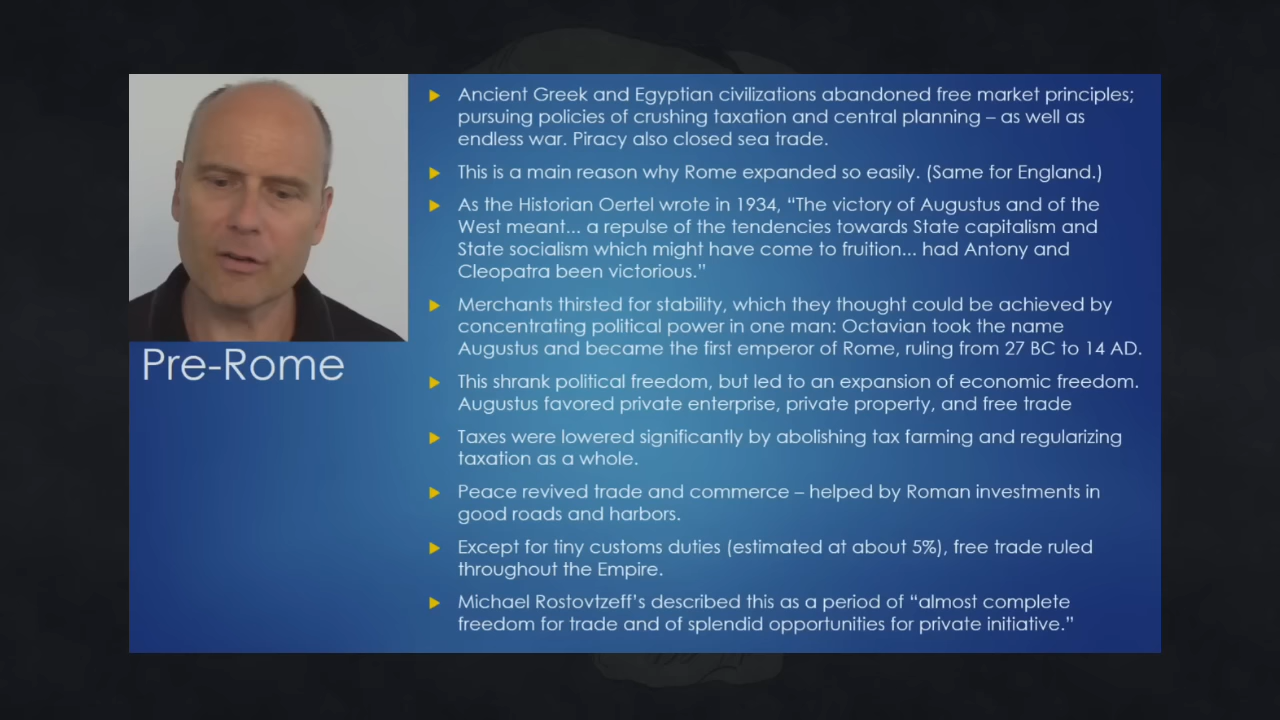 Pre-Rome
Ancient Greek and Egyptian civilizations abandoned free market principles;
pursuing policies of crushing taxation and central planning – as well as
endless war. Piracy also closed sea trade.
This is a main reason why Rome expanded so easily. (Same for England.)
As the Historian Oertel wrote in 1934, “The victory of Augustus and of the
West meant... a repulse of the tendencies towards State capitalism and
State socialism which might have come to fruition... had Antony and
Cleopatra been victorious.”
Merchants thirsted for stability, which they thought could be achieved by
concentrating political power in one man: Octavian took the name
Augustus and became the first emperor of Rome, ruling from 27 BC to 14 AD.
This shrank political freedom, but led to an expansion of economic freedom.
Augustus favored private enterprise, private property, and free trade
Taxes were lowered significantly by abolishing tax farming and regularizing
taxation as a whole.
Peace revived trade and commerce – helped by Roman investments in
good roads and harbors.
Except for tiny customs duties (estimated at about 5%), free trade ruled
throughout the Empire.
Michael Rostovtzeff’s described this as a period of “almost complete
freedom for trade and of splendid opportunities for private initiative.”